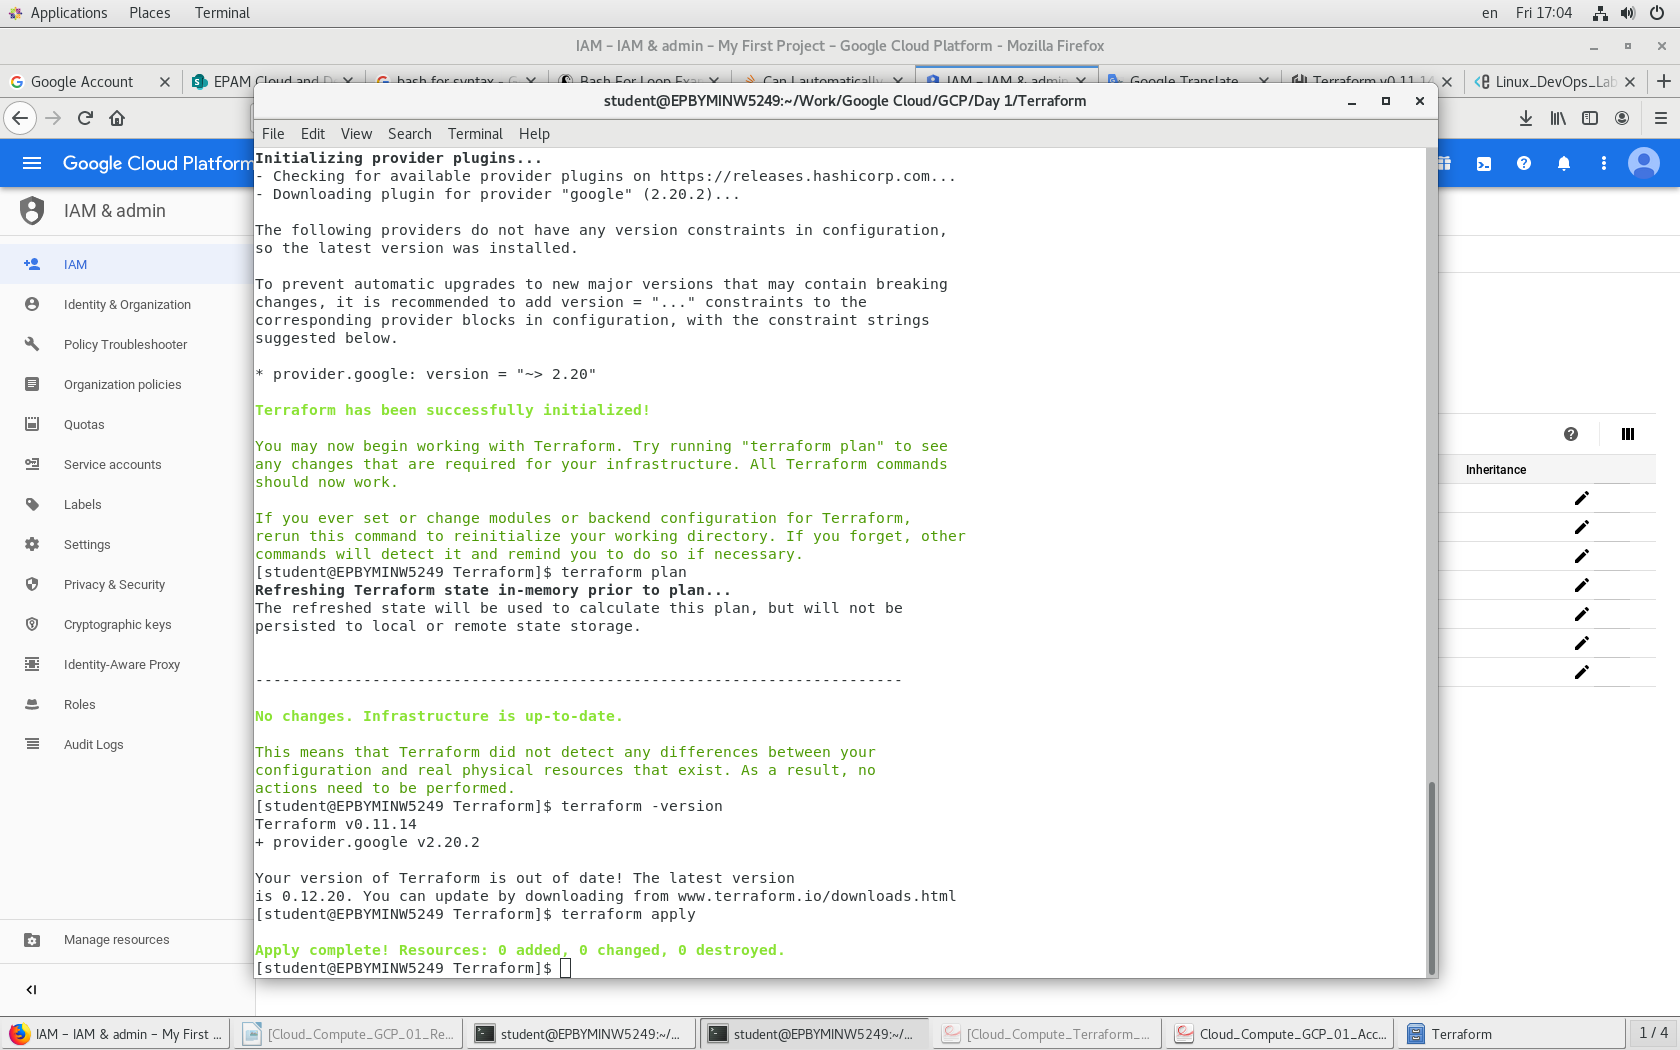 Applications Places Terminal en Fri 17:04
IAM – IAM & admin – My First Project – Google Cloud Platform - Mozilla Firefox
Google Account EPAM Cloud and D bash for syntax - G Bash For Loop Exa Can I automatically IAM – IAM & admin Google Translate Terraform v0.11.14 Linux_DevOps_Lab
student@EPBYMINW5249:~/Work/Google Cloud/GCP/Day 1/Terraform
File Edit View Search Terminal Help
Google Cloud Platform
IAM & admin
IAM
Identity & Organization
Policy Troubleshooter
Organization policies
Quotas
Service accounts
Labels
Settings
Privacy & Security
Cryptographic keys
Identity-Aware Proxy
Roles
Audit Logs
Manage resources
Inheritance
Initializing provider plugins...
- Checking for available provider plugins on https://releases.hashicorp.com...
- Downloading plugin for provider "google" (2.20.2)...
The following providers do not have any version constraints in configuration,
so the latest version was installed.
To prevent automatic upgrades to new major versions that may contain breaking
changes, it is recommended to add version = "..." constraints to the
corresponding provider blocks in configuration, with the constraint strings
suggested below.
* provider.google: version = "~> 2.20"
Terraform has been successfully initialized!
You may now begin working with Terraform. Try running "terraform plan" to see
any changes that are required for your infrastructure. All Terraform commands
should now work.
If you ever set or change modules or backend configuration for Terraform,
rerun this command to reinitialize your working directory. If you forget, other
commands will detect it and remind you to do so if necessary.
[student@EPBYMINW5249 Terraform]$ terraform plan
Refreshing Terraform state in-memory prior to plan...
The refreshed state will be used to calculate this plan, but will not be
persisted to local or remote state storage.
------------------------------------------------------------------------
No changes. Infrastructure is up-to-date.
This means that Terraform did not detect any differences between your
configuration and real physical resources that exist. As a result, no
actions need to be performed.
[student@EPBYMINW5249 Terraform]$ terraform -version
Terraform v0.11.14
+ provider.google v2.20.2
Your version of Terraform is out of date! The latest version
is 0.12.20. You can update by downloading from www.terraform.io/downloads.html
[student@EPBYMINW5249 Terraform]$ terraform apply
Apply complete! Resources: 0 added, 0 changed, 0 destroyed.
[student@EPBYMINW5249 Terraform]$
IAM – IAM & admin – My First ... [Cloud_Compute_GCP_01_Re... student@EPBYMINW5249:~/... student@EPBYMINW5249:~/... [Cloud_Compute_Terraform_... Cloud_Compute_GCP_01_Acc... Terraform 1 / 4